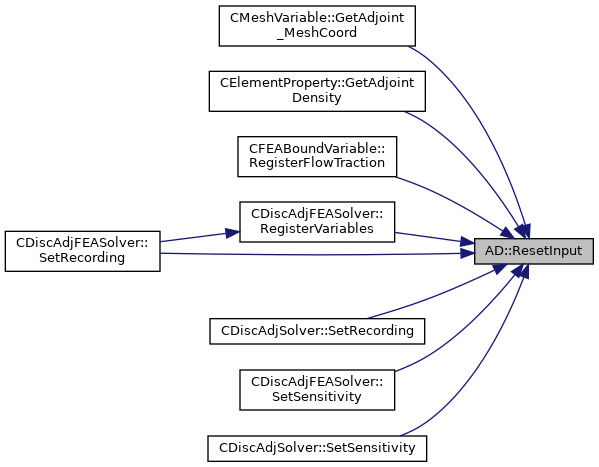 CMeshVariable::GetAdjoint
_MeshCoord
CElementProperty::GetAdjoint
Density
CFEABoundVariable::
RegisterFlowTraction
CDiscAdjFEASolver::
RegisterVariables
CDiscAdjFEASolver::
SetRecording
AD::ResetInput
CDiscAdjSolver::SetRecording
CDiscAdjFEASolver::
SetSensitivity
CDiscAdjSolver::SetSensitivity